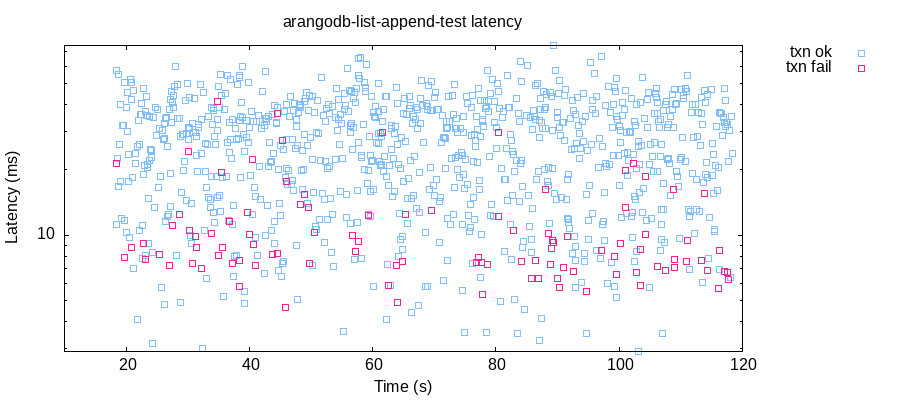 arangodb-list-append-test latency
txn ok
txn fail
Latency (ms)
10
20 40 60 80 100 120
Time (s)